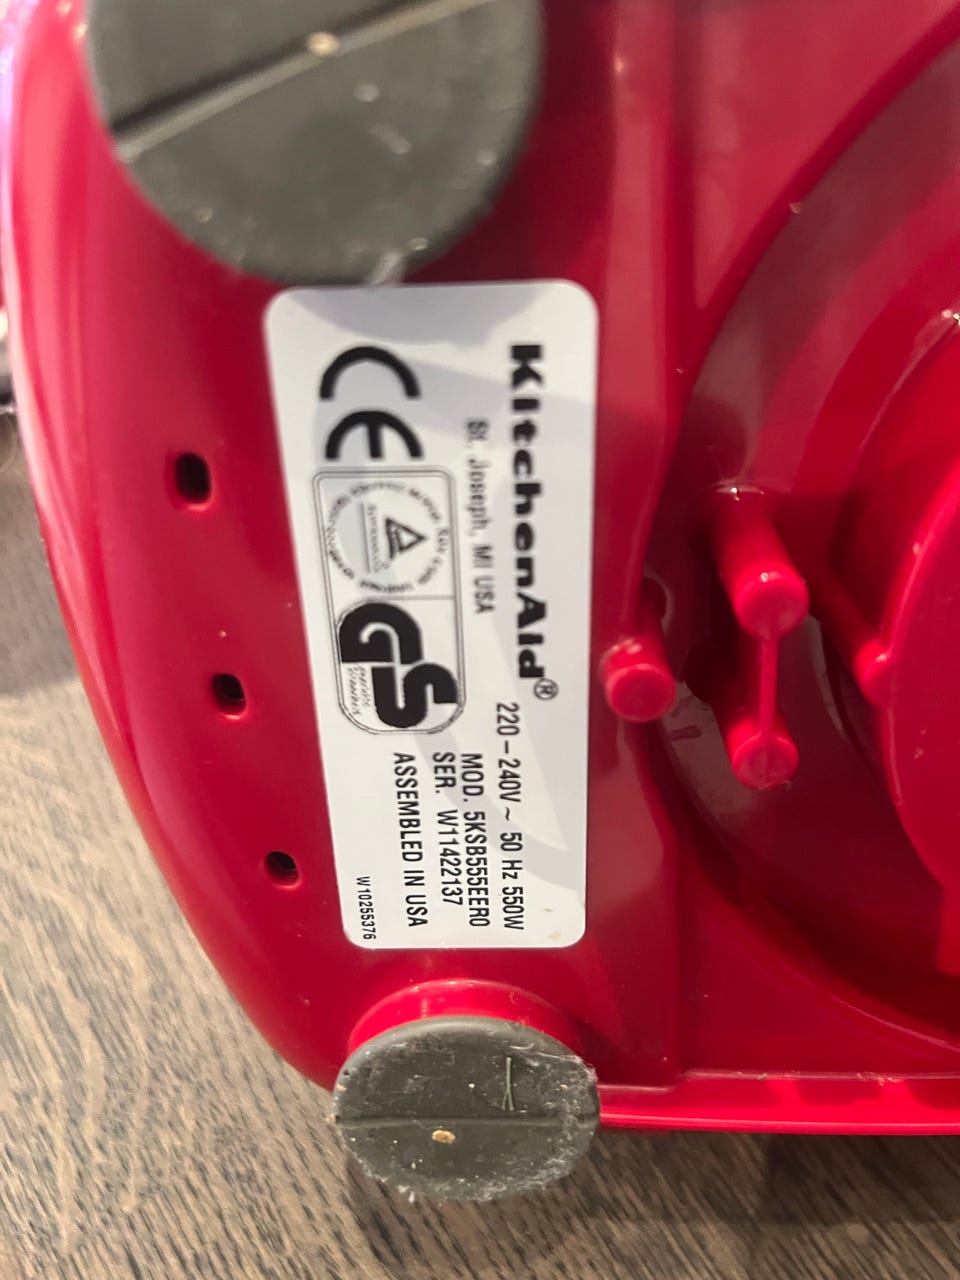 KitchenAid®
St. Joseph, MI USA
220-240V ~ 50 Hz 550W
MOD. 5KSB555EER0
SER. W11422137
ASSEMBLED IN USA
W10255376
CE
GS